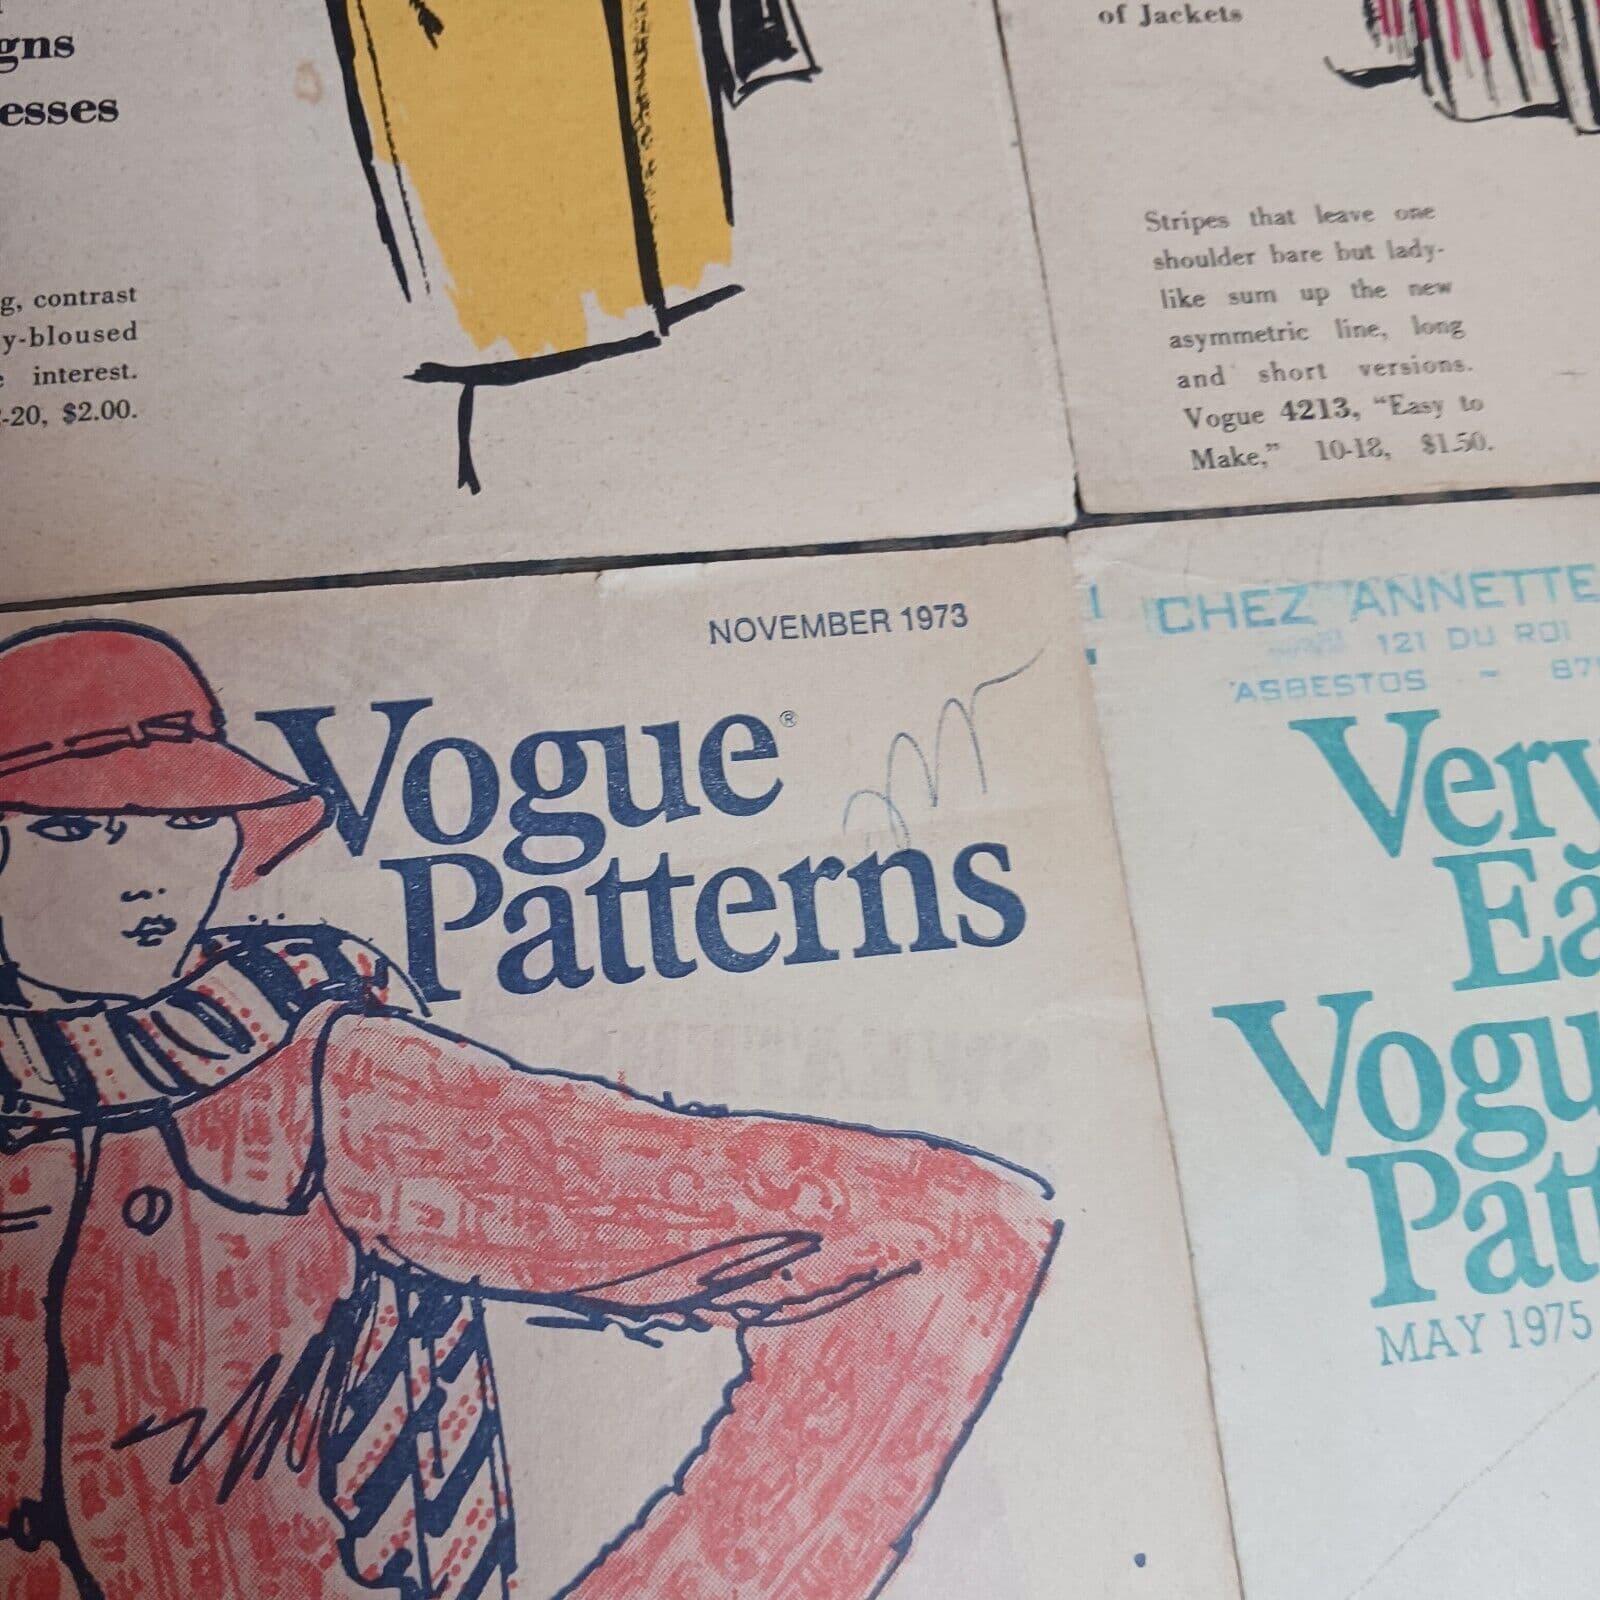 gns
esses
g, contrast
y-bloused
interest.
-20, $2.00.
of Jackets
Stripes that leave one
shoulder bare but lady-
like sum up the new
asymmetric line, long
and short versions.
Vogue 4213, "Easy to
Make," 10-18, $1.50.
NOVEMBER 1973
Vogue®
Patterns
CHEZ ANNETTE
121 DU ROI
ASBESTOS - 87
Very
Ea
Vogu
Patt
MAY 1975